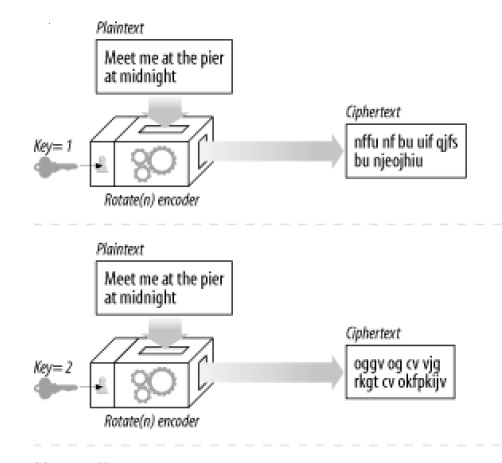 Plaintext
Meet me at the pier
at midnight
Ciphertext
Key= 1
nffu nf bu uif qjfs
bu njeojhiu
Rotate(n) encoder
Plaintext
Meet me at the pier
at midnight
Ciphertext
Key= 2
oggv og cv vjg
rkgt cv okfpkijv
Rotate(n) encoder